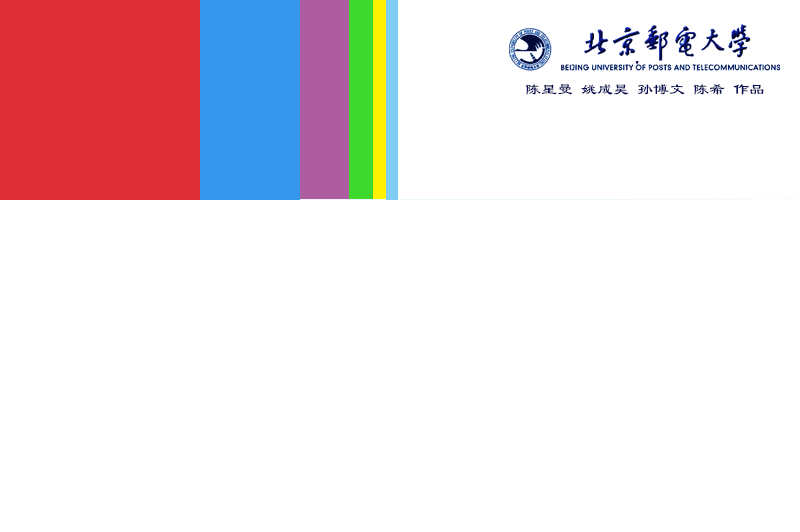 北京郵電大學
BEIJING UNIVERSITY OF POSTS AND TELECOMMUNICATIONS
陈星曼 姚成昊 孙博文 陈希 作品